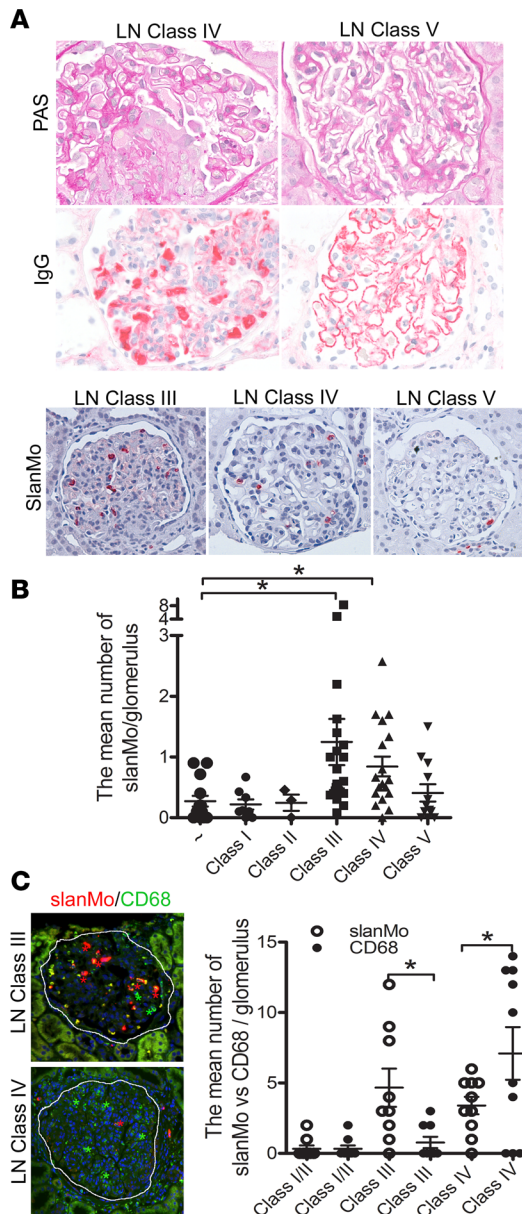 A
LN Class IV
LN Class V
PAS
IgG
LN Class III
LN Class IV
LN Class V
SlanMo
B
*
*
The mean number of
slanMo/glomerulus
8
4
3
2
1
0
~
Class I
Class II
Class III
Class IV
Class V
C
slanMo/CD68
LN Class III
LN Class IV
slanMo
CD68
*
*
The mean number of
slanMo vs CD68 / glomerulus
15
10
5
0
Class I/II
Class I/II
Class III
Class III
Class IV
Class IV